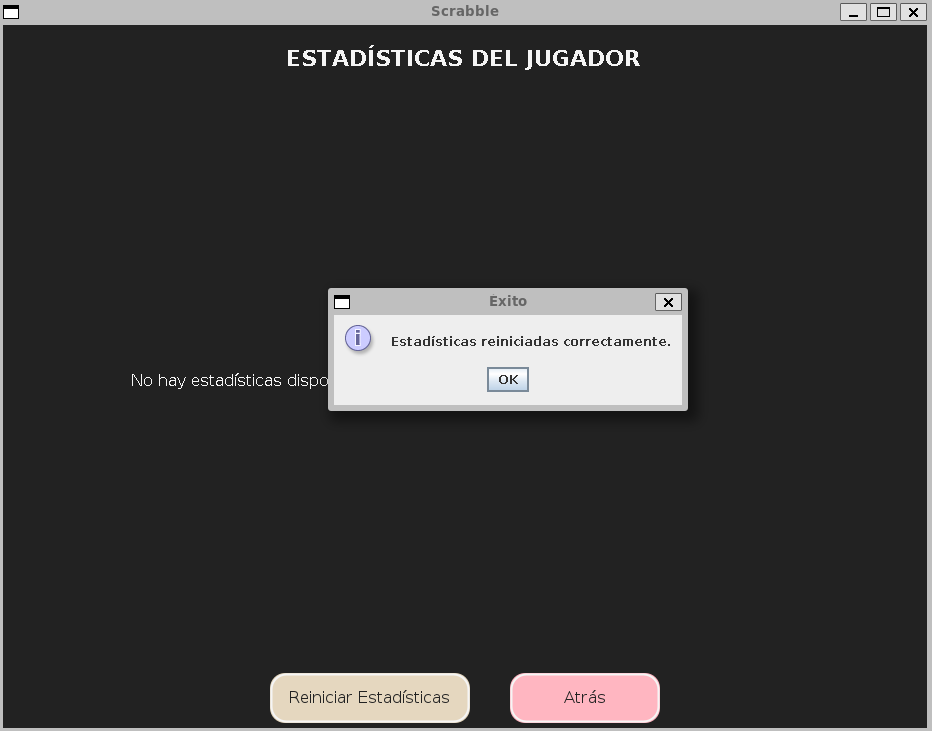 Scrabble
ESTADÍSTICAS DEL JUGADOR
Exito
Estadísticas reiniciadas correctamente.
OK
No hay estadísticas dispo
Reiniciar Estadísticas
Atrás